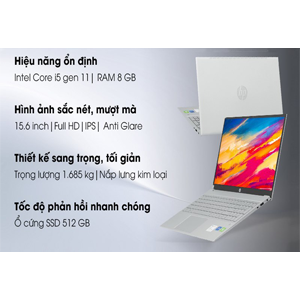 Hiệu năng ổn định
Intel Core i5 gen 11| RAM 8 GB
Hình ảnh sắc nét, mượt mà
15.6 inch| Full HD| IPS| Anti Glare
Thiết kế sang trọng, tối giản
Trọng lượng 1.685 kg| Nắp lưng kim loại
Tốc độ phản hồi nhanh chóng
Ổ cứng SSD 512 GB
hp